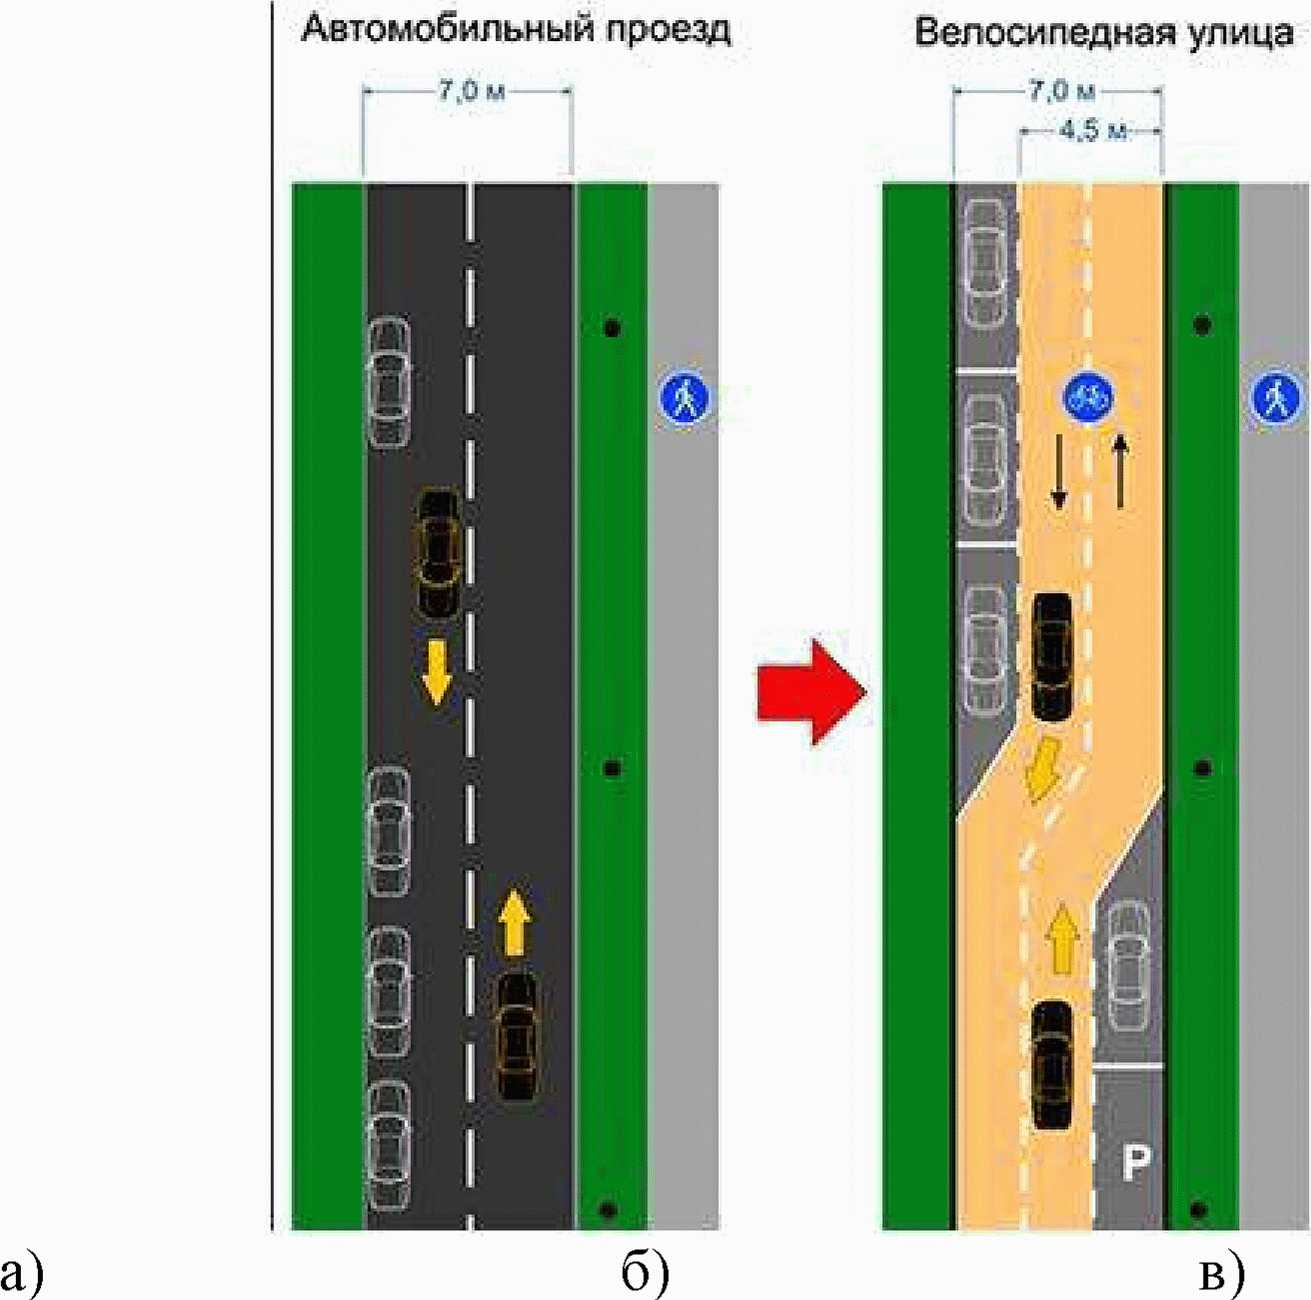 Автомобильный проезд
Велосипедная улица
7,0 м
7,0 м
4,5 м
P
а)
б)
в)